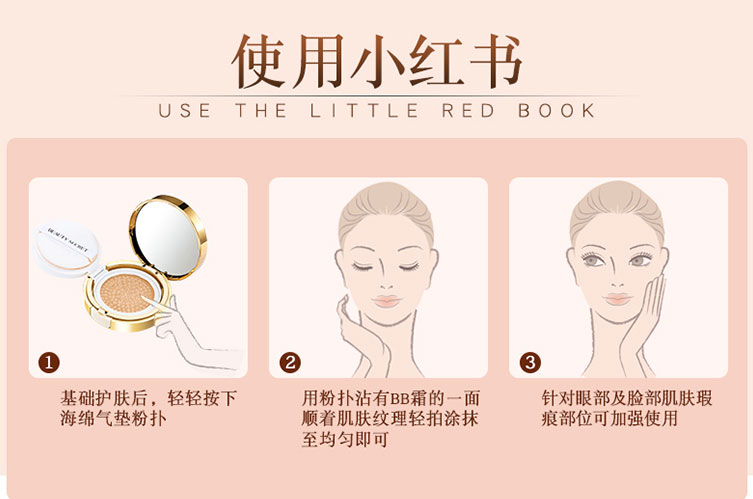 使用小红书
USE THE LITTLE RED BOOK
BEAUTY SECRET
1
基础护肤后，轻轻按下
海绵气垫粉扑
2
用粉扑沾有BB霜的一面
顺着肌肤纹理轻拍涂抹
至均匀即可
3
针对眼部及脸部肌肤瑕
痕部位可加强使用